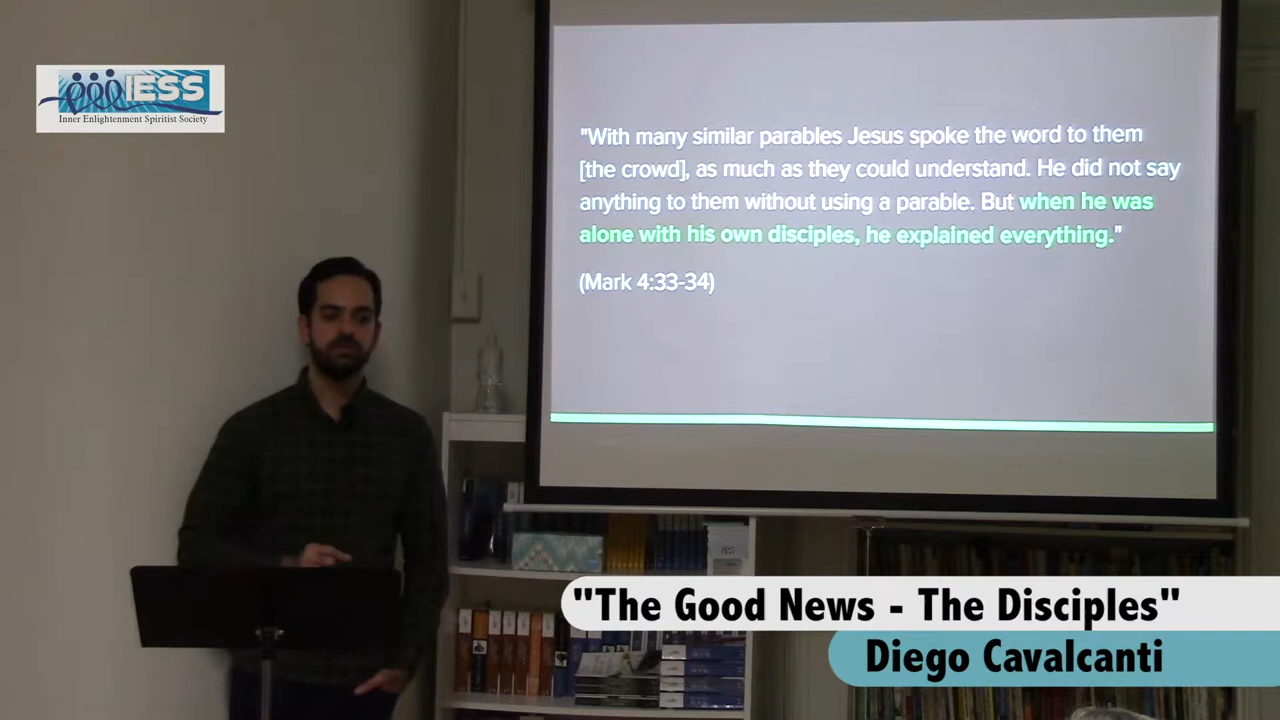 IESS
Inner Enlightenment Spiritist Society
"With many similar parables Jesus spoke the word to them
[the crowd], as much as they could understand. He did not say
anything to them without using a parable. But when he was
alone with his own disciples, he explained everything."
(Mark 4:33-34)
"The Good News - The Disciples"
Diego Cavalcanti